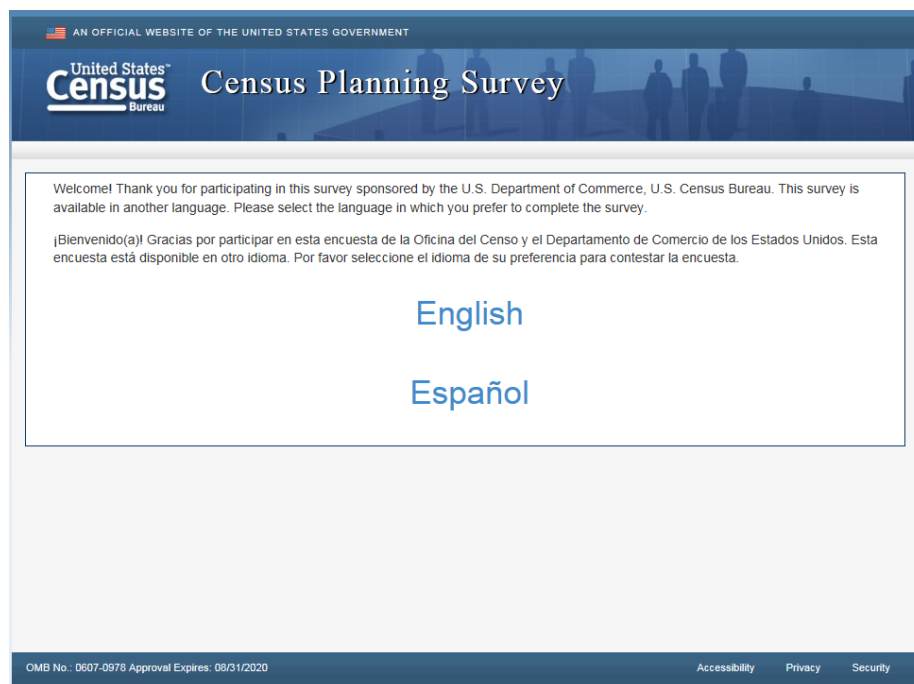 AN OFFICIAL WEBSITE OF THE UNITED STATES GOVERNMENT
United States™
Census
Bureau
Census Planning Survey
Welcome! Thank you for participating in this survey sponsored by the U.S. Department of Commerce, U.S. Census Bureau. This survey is
available in another language. Please select the language in which you prefer to complete the survey.
¡Bienvenido(a)! Gracias por participar en esta encuesta de la Oficina del Censo y el Departamento de Comercio de los Estados Unidos. Esta
encuesta está disponible en otro idioma. Por favor seleccione el idioma de su preferencia para contestar la encuesta.
English
Español
OMB No.: 0607-0978 Approval Expires: 08/31/2020 Accessibility Privacy Security